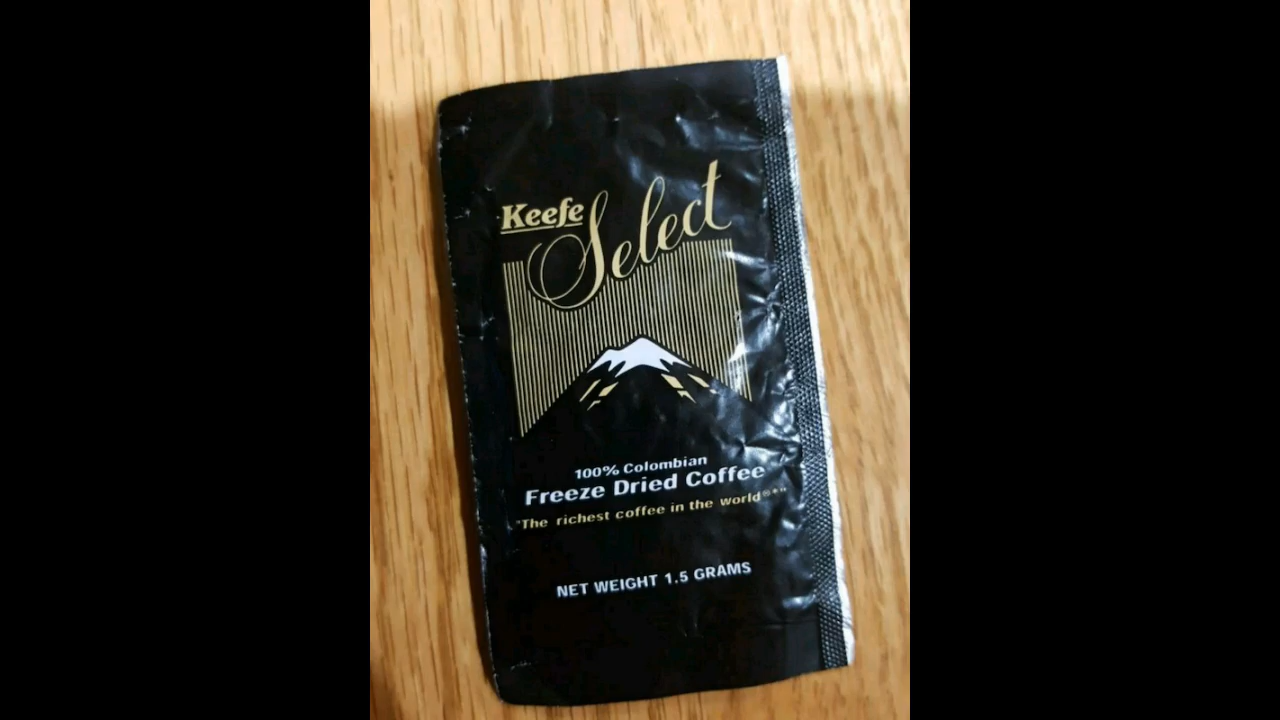 Keefe Select
100% Colombian
Freeze Dried Coffee
"The richest coffee in the world®*"
NET WEIGHT 1.5 GRAMS